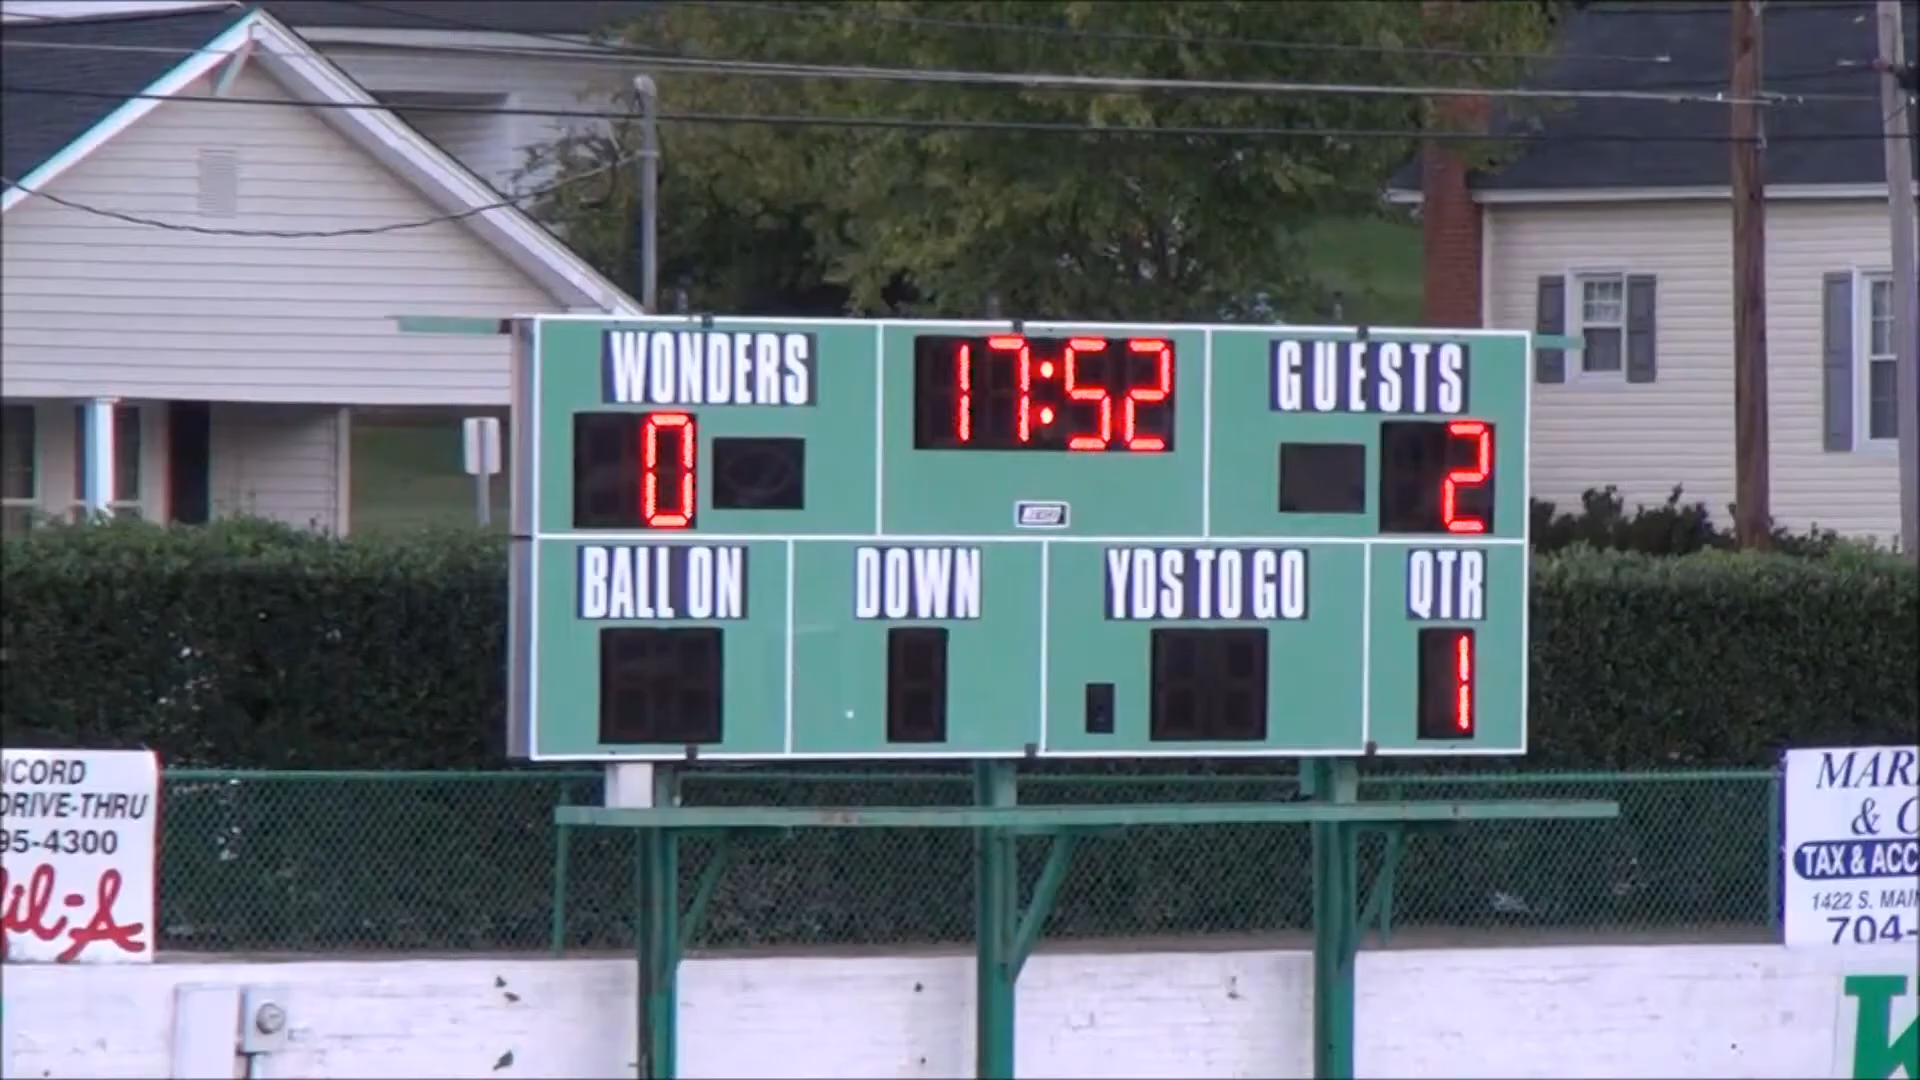 WONDERS
17:52
GUESTS
0
2
BALL ON
DOWN
YDS TO GO
QTR
1
NCORD
DRIVE-THRU
95-4300
MAR
& C
TAX & ACC
1422 S. MAIN
704-
K